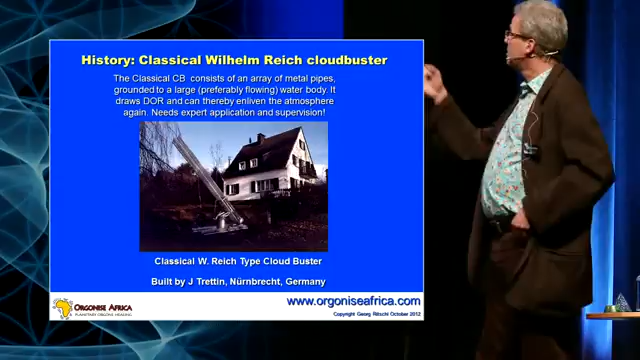 History: Classical Wilhelm Reich cloudbuster
The Classical CB consists of an array of metal pipes,
grounded to a large (preferably flowing) water body. It
draws DOR and can thereby enliven the atmosphere
again. Needs expert application and supervision!
Classical W. Reich Type Cloud Buster
Built by J Trettin, Nürnbrecht, Germany
ORGONISE AFRICA
PLANETARY ORGONE HEALING
www.orgoniseafrica.com
Copyright Georg Ritschl October 2012